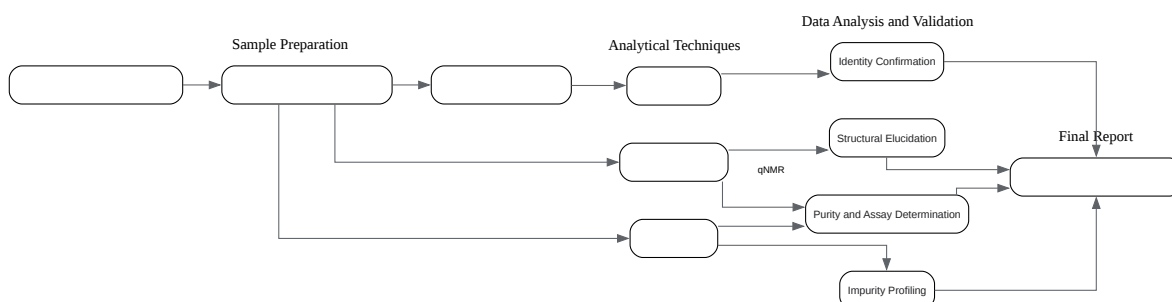 Data Analysis and Validation
Sample Preparation
Analytical Techniques
Identity Confirmation
Final Report
Structural Elucidation
qNMR
Purity and Assay Determination
Impurity Profiling